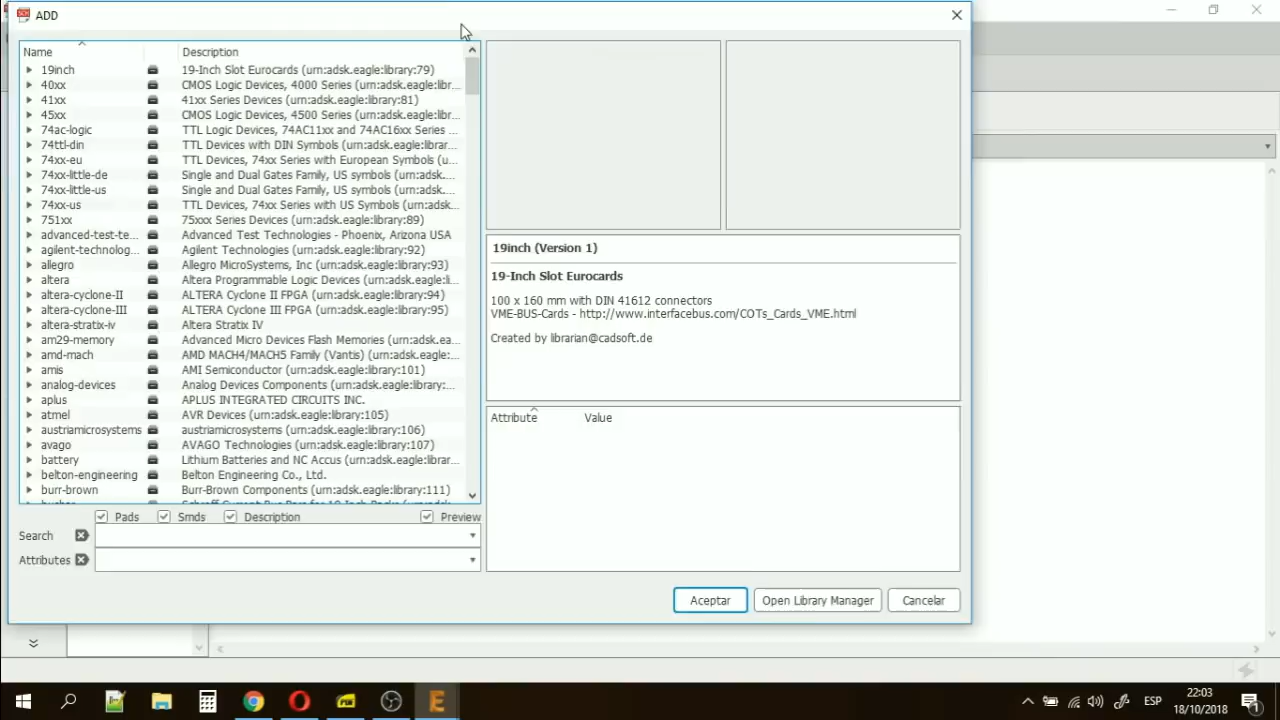 ADD
Name Description
19inch 19-Inch Slot Eurocards (urn:adsk.eagle:library:79)
40xx CMOS Logic Devices, 4000 Series (urn:adsk.eagle:libr...
41xx 41xx Series Devices (urn:adsk.eagle:library:81)
45xx CMOS Logic Devices, 4500 Series (urn:adsk.eagle:libr...
74ac-logic TTL Logic Devices, 74AC11xx and 74AC16xx Series ...
74ttl-din TTL Devices with DIN Symbols (urn:adsk.eagle:librar...
74xx-eu TTL Devices, 74xx Series with European Symbols (u...
74xx-little-de Single and Dual Gates Family, US symbols (urn:adsk....
74xx-little-us Single and Dual Gates Family, US symbols (urn:adsk....
74xx-us TTL Devices, 74xx Series with US Symbols (urn:adsk...
751xx 75xxx Series Devices (urn:adsk.eagle:library:89)
advanced-test-te... Advanced Test Technologies - Phoenix, Arizona USA
agilent-technolog... Agilent Technologies (urn:adsk.eagle:library:92)
allegro Allegro MicroSystems, Inc (urn:adsk.eagle:library:93)
altera Altera Programmable Logic Devices (urn:adsk.eagle:li...
altera-cyclone-II ALTERA Cyclone II FPGA (urn:adsk.eagle:library:94)
altera-cyclone-III ALTERA Cyclone III FPGA (urn:adsk.eagle:library:95)
altera-stratix-iv Altera Stratix IV
am29-memory Advanced Micro Devices Flash Memories (urn:adsk.ea...
amd-mach AMD MACH4/MACH5 Family (Vantis) (urn:adsk.eagle:...
amis AMI Semiconductor (urn:adsk.eagle:library:101)
analog-devices Analog Devices Components (urn:adsk.eagle:library:...
aplus APLUS INTEGRATED CIRCUITS INC.
atmel AVR Devices (urn:adsk.eagle:library:105)
austriamicrosystems austriamicrosystems (urn:adsk.eagle:library:106)
avago AVAGO Technologies (urn:adsk.eagle:library:107)
battery Lithium Batteries and NC Accus (urn:adsk.eagle:librar...
belton-engineering Belton Engineering Co., Ltd.
burr-brown Burr-Brown Components (urn:adsk.eagle:library:111)
Pads Smds Description Preview
Search
Attributes
19inch (Version 1)
19-Inch Slot Eurocards
100 x 160 mm with DIN 41612 connectors
VME-BUS-Cards - http://www.interfacebus.com/COTs_Cards_VME.html
Created by librarian@cadsoft.de
Attribute Value
Aceptar Open Library Manager Cancelar
ESP
22:03
18/10/2018
1